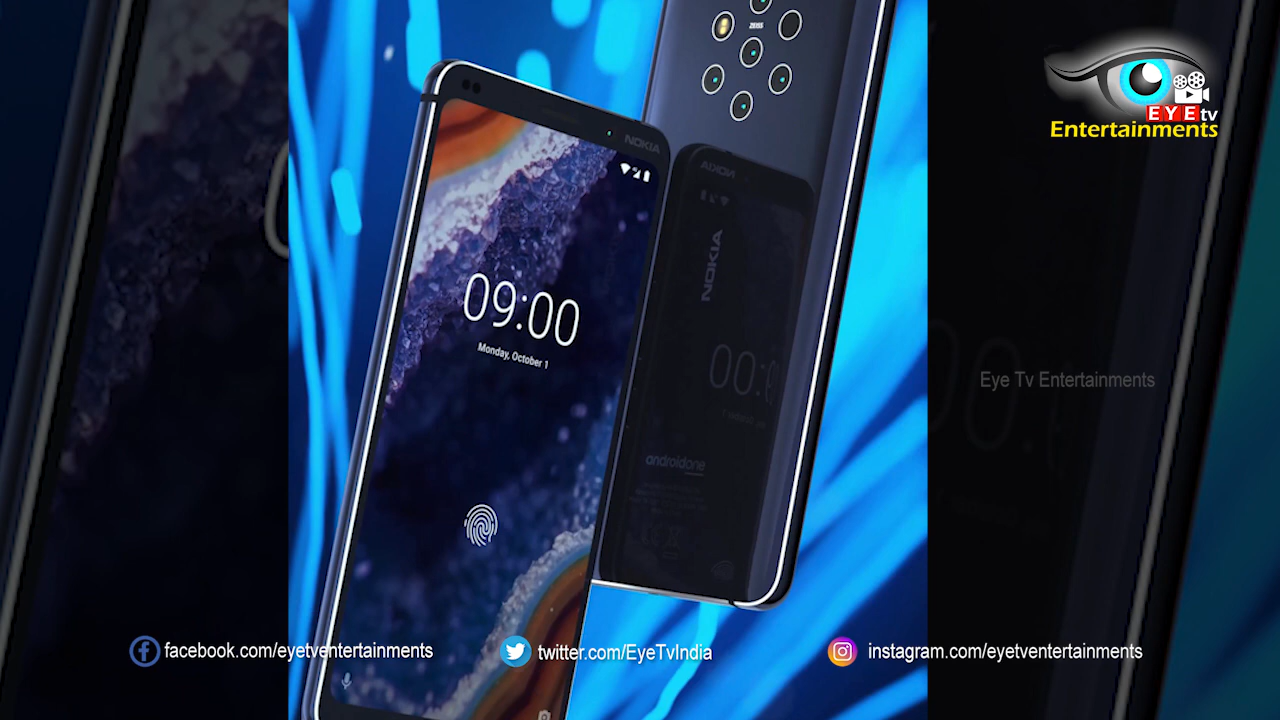 ZEISS
NOKIA
09:00
Monday, October 1
NOKIA
androidone
EYE tv
Entertainments
Eye Tv Entertainments
facebook.com/eyetventertainments
twitter.com/EyeTvIndia
instagram.com/eyetventertainments